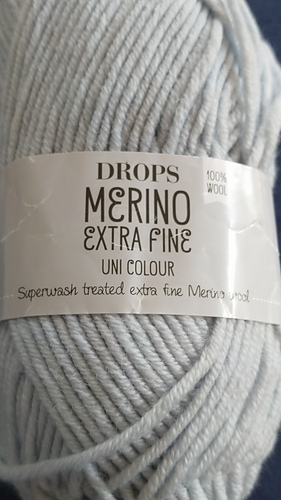 DROPS
100%
WOOL
MERINO
EXTRA FINE
UNI COLOUR
Superwash treated extra fine Merino wool